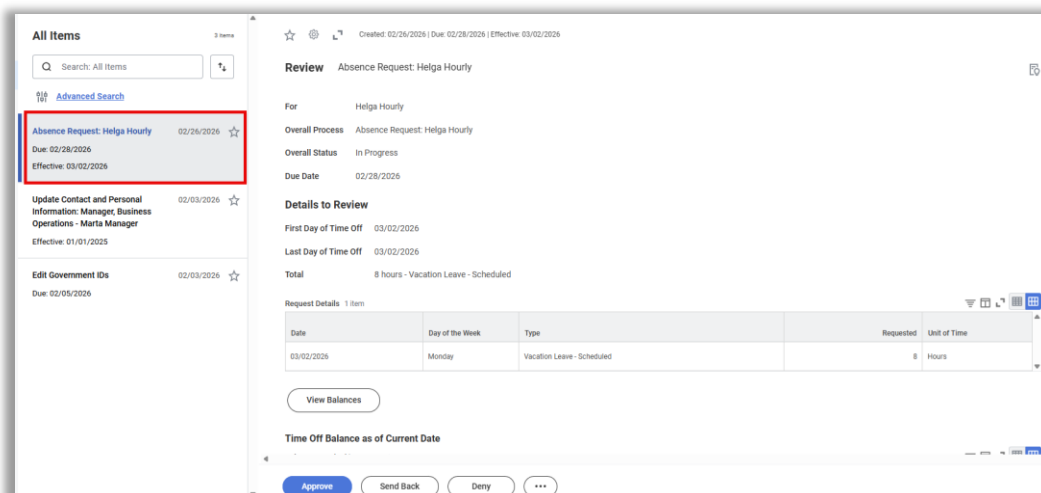 All Items
3 items
Search: All Items
Advanced Search
Absence Request: Helga Hourly 02/26/2026
Due: 02/28/2026
Effective: 03/02/2026
Update Contact and Personal 02/03/2026
Information: Manager, Business
Operations - Marta Manager
Effective: 01/01/2025
Edit Government IDs 02/03/2026
Due: 02/05/2026
Created: 02/26/2026 | Due: 02/28/2026 | Effective: 03/02/2026
Review Absence Request: Helga Hourly
For Helga Hourly
Overall Process Absence Request: Helga Hourly
Overall Status In Progress
Due Date 02/28/2026
Details to Review
First Day of Time Off 03/02/2026
Last Day of Time Off 03/02/2026
Total 8 hours - Vacation Leave - Scheduled
Request Details 1 item
Date Day of the Week Type Requested Unit of Time
03/02/2026 Monday Vacation Leave - Scheduled 8 Hours
View Balances
Time Off Balance as of Current Date
Approve Send Back Deny